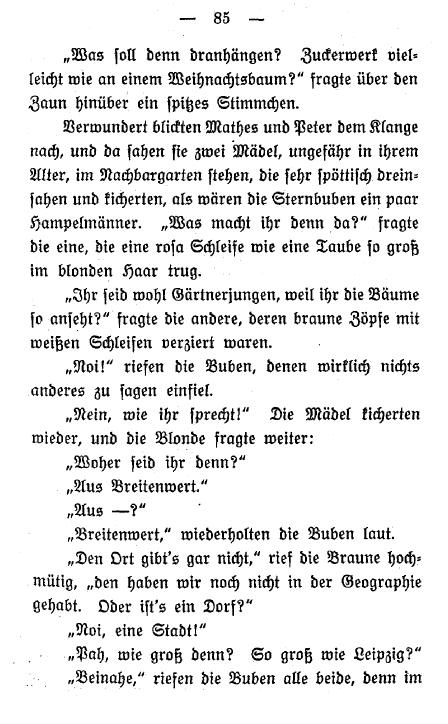 — 85 —
„Was soll denn dranhängen? Zuckerwerk viel-
leicht wie an einem Weihnachtsbaum?“ fragte über den
Zaun hinüber ein spitzes Stimmchen.
Verwundert blickten Mathes und Peter dem Klange
nach, und da sahen sie zwei Mädel, ungefähr in ihrem
Alter, im Nachbargarten stehen, die sehr spöttisch drein-
sahen und kicherten, als wären die Sternbuben ein paar
Hampelmänner. „Was macht ihr denn da?“ fragte
die eine, die eine rosa Schleife wie eine Taube so groß
im blonden Haar trug.
„Ihr seid wohl Gärtnerjungen, weil ihr die Bäume
so anseht?“ fragte die andere, deren braune Zöpfe mit
weißen Schleifen verziert waren.
„Noi!“ riefen die Buben, denen wirklich nichts
anderes zu sagen einfiel.
„Nein, wie ihr sprecht!“ Die Mädel kicherten
wieder, und die Blonde fragte weiter:
„Woher seid ihr denn?“
„Aus Breitenwert.“
„Aus —?“
„Breitenwert,“ wiederholten die Buben laut.
„Den Ort gibt's gar nicht,“ rief die Braune hoch-
mütig, „den haben wir noch nicht in der Geographie
gehabt. Oder ist's ein Dorf?“
„Noi, eine Stadt!“
„Pah, wie groß denn? So groß wie Leipzig?“
„Beinahe,“ riefen die Buben alle beide, denn im